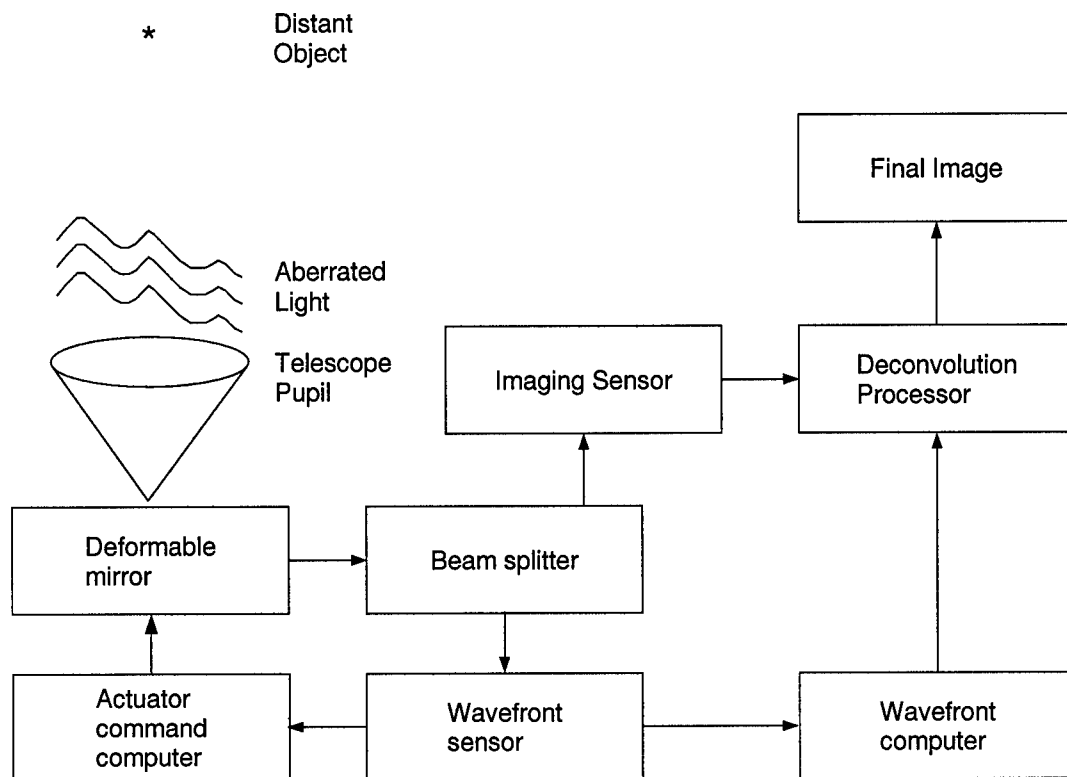 *
Distant
Object
Final Image
Aberrated
Light
Telescope
Pupil
Imaging Sensor
Deconvolution
Processor
Deformable
mirror
Beam splitter
Actuator
command
computer
Wavefront
sensor
Wavefront
computer